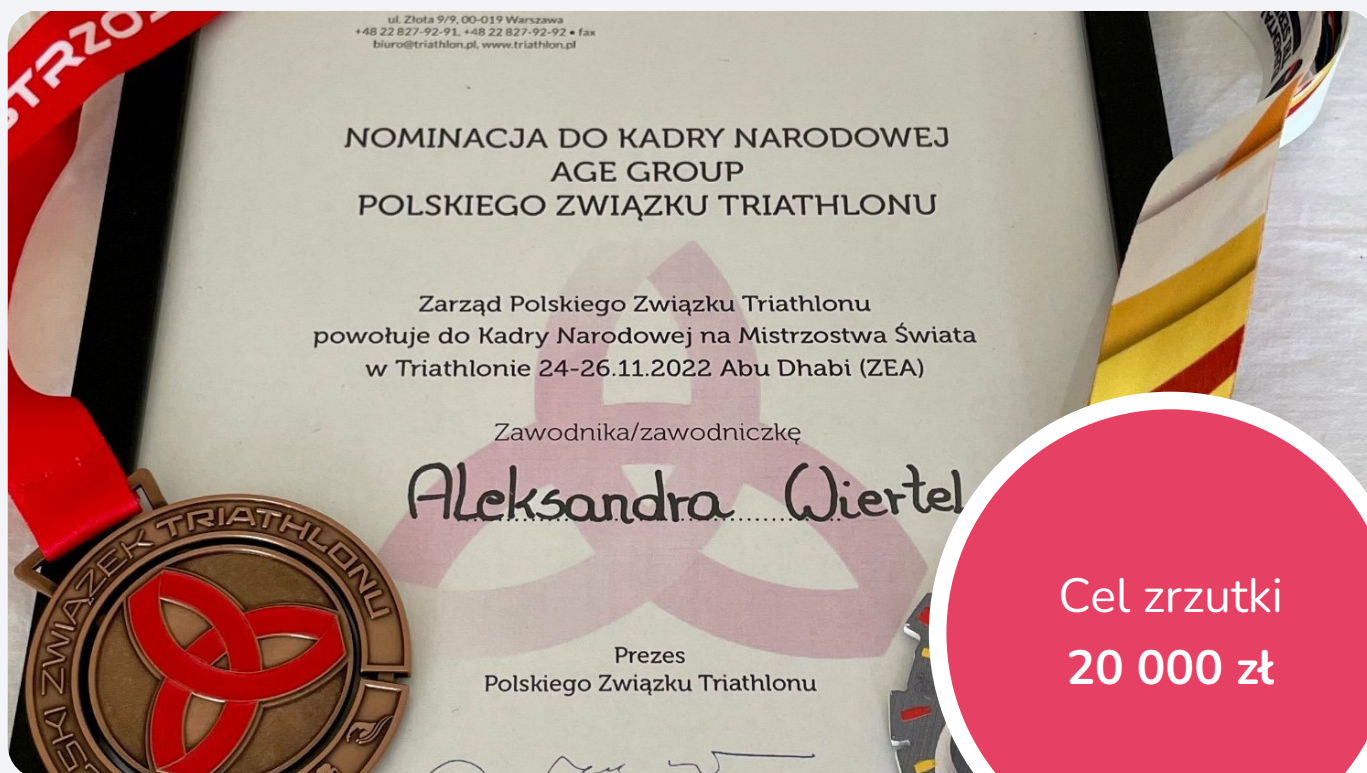 STRZO
ul. Złota 9/9, 00-019 Warszawa
+48 22 827-92-91, +48 22 827-92-92 • fax
biuro@triathlon.pl, www.triathlon.pl
NOMINACJA DO KADRY NARODOWEJ
AGE GROUP
POLSKIEGO ZWIĄZKU TRIATHLONU
Zarząd Polskiego Związku Triathlonu
powołuje do Kadry Narodowej na Mistrzostwa Świata
w Triathlonie 24-26.11.2022 Abu Dhabi (ZEA)
Zawodnika/zawodniczkę
Aleksandra Wiertel
Prezes
Polskiego Związku Triathlonu
SKI ZWIĄZEK TRIATHLONU
Cel zrzutki
20 000 zł